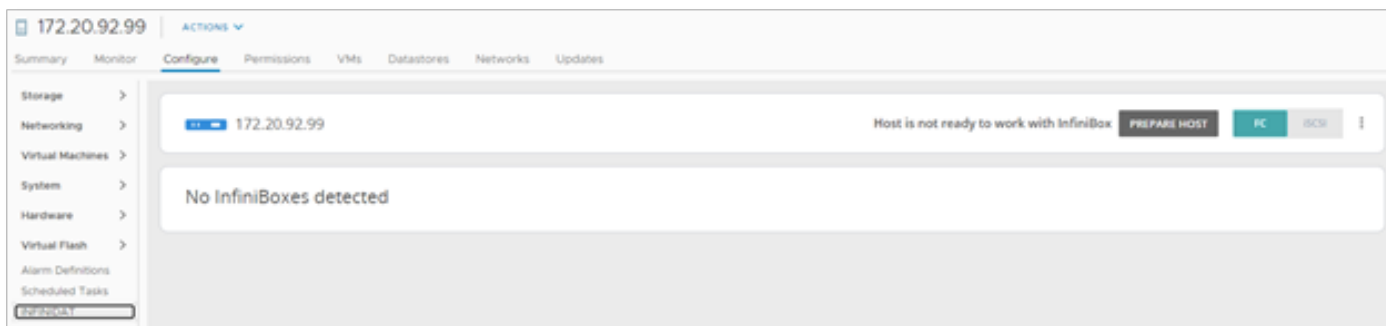 172.20.92.99 ACTIONS
Summary Monitor Configure Permissions VMs Datastores Networks Updates
Storage
Networking
Virtual Machines
System
Hardware
Virtual Flash
Alarm Definitions
Scheduled Tasks
INFINIDAT
172.20.92.99 Host is not ready to work with InfiniBox PREPARE HOST FC iSCSI
No InfiniBoxes detected